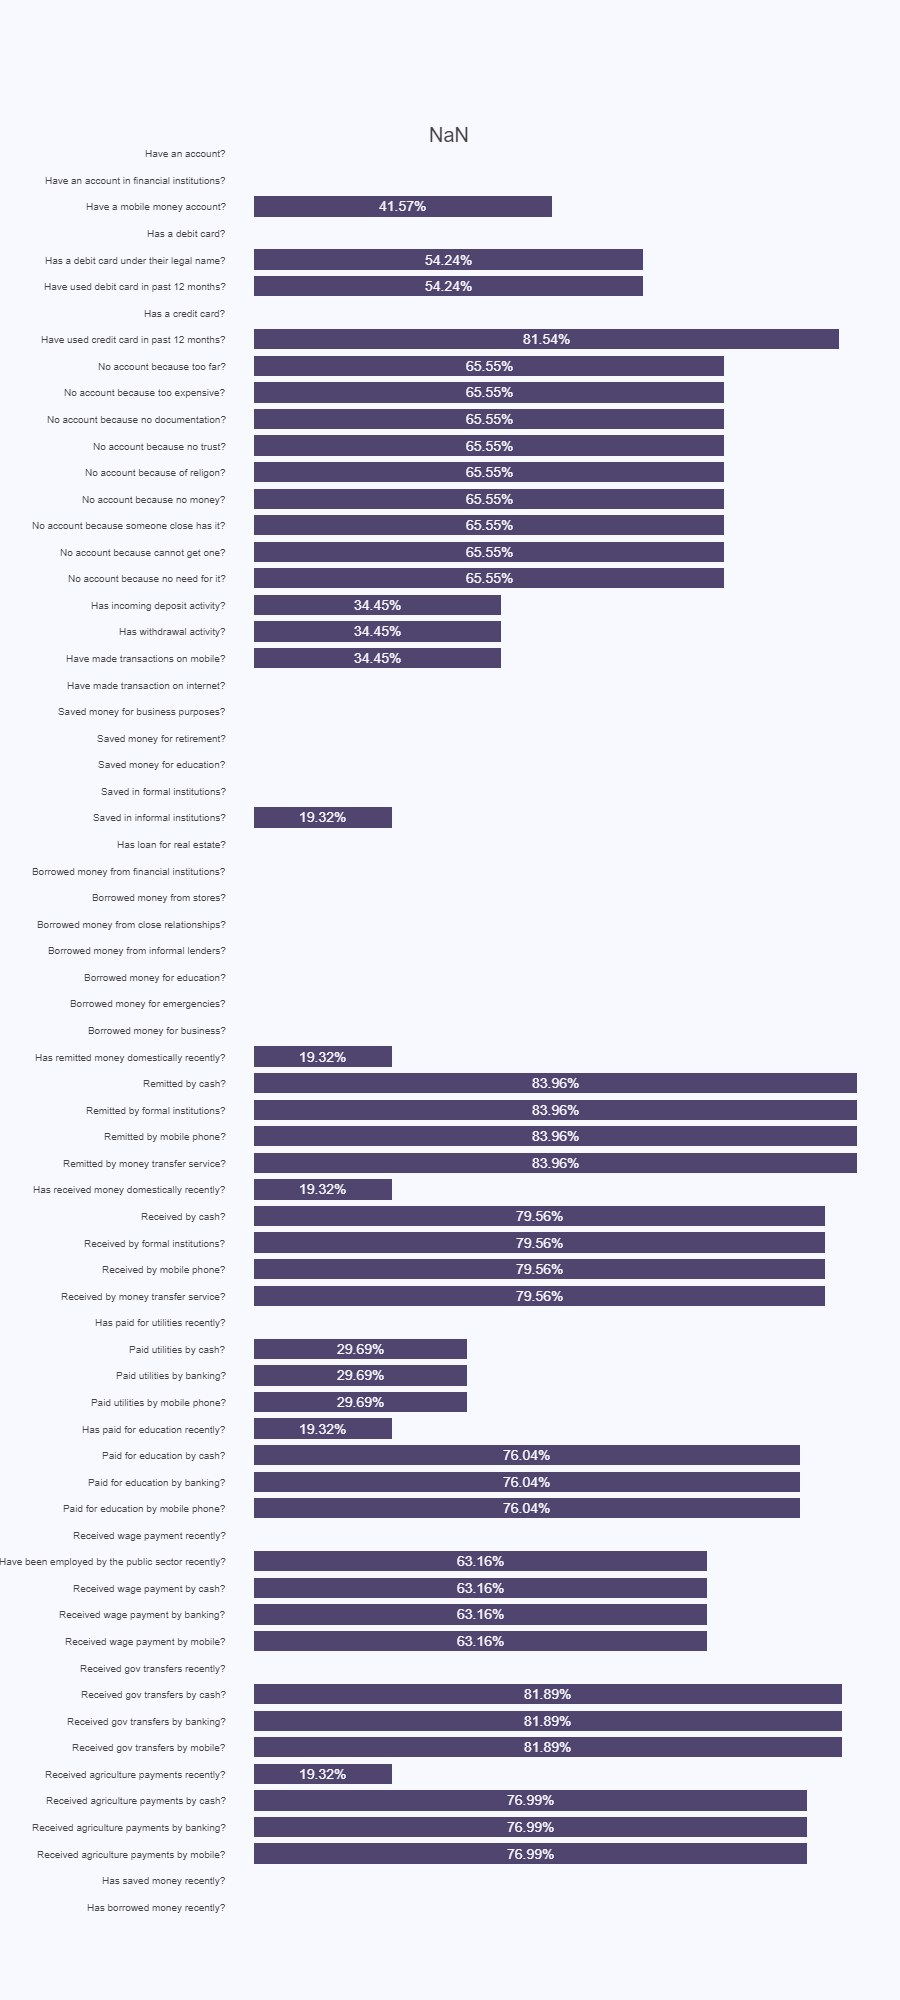 NaN
Have an account?
Have an account in financial institutions?
Have a mobile money account? 41.57%
Has a debit card?
Has a debit card under their legal name? 54.24%
Have used debit card in past 12 months? 54.24%
Has a credit card?
Have used credit card in past 12 months? 81.54%
No account because too far? 65.55%
No account because too expensive? 65.55%
No account because no documentation? 65.55%
No account because no trust? 65.55%
No account because of religon? 65.55%
No account because no money? 65.55%
No account because someone close has it? 65.55%
No account because cannot get one? 65.55%
No account because no need for it? 65.55%
Has incoming deposit activity? 34.45%
Has withdrawal activity? 34.45%
Have made transactions on mobile? 34.45%
Have made transaction on internet?
Saved money for business purposes?
Saved money for retirement?
Saved money for education?
Saved in formal institutions?
Saved in informal institutions? 19.32%
Has loan for real estate?
Borrowed money from financial institutions?
Borrowed money from stores?
Borrowed money from close relationships?
Borrowed money from informal lenders?
Borrowed money for education?
Borrowed money for emergencies?
Borrowed money for business?
Has remitted money domestically recently? 19.32%
Remitted by cash? 83.96%
Remitted by formal institutions? 83.96%
Remitted by mobile phone? 83.96%
Remitted by money transfer service? 83.96%
Has received money domestically recently? 19.32%
Received by cash? 79.56%
Received by formal institutions? 79.56%
Received by mobile phone? 79.56%
Received by money transfer service? 79.56%
Has paid for utilities recently?
Paid utilities by cash? 29.69%
Paid utilities by banking? 29.69%
Paid utilities by mobile phone? 29.69%
Has paid for education recently? 19.32%
Paid for education by cash? 76.04%
Paid for education by banking? 76.04%
Paid for education by mobile phone? 76.04%
Received wage payment recently?
Have been employed by the public sector recently? 63.16%
Received wage payment by cash? 63.16%
Received wage payment by banking? 63.16%
Received wage payment by mobile? 63.16%
Received gov transfers recently?
Received gov transfers by cash? 81.89%
Received gov transfers by banking? 81.89%
Received gov transfers by mobile? 81.89%
Received agriculture payments recently? 19.32%
Received agriculture payments by cash? 76.99%
Received agriculture payments by banking? 76.99%
Received agriculture payments by mobile? 76.99%
Has saved money recently?
Has borrowed money recently?